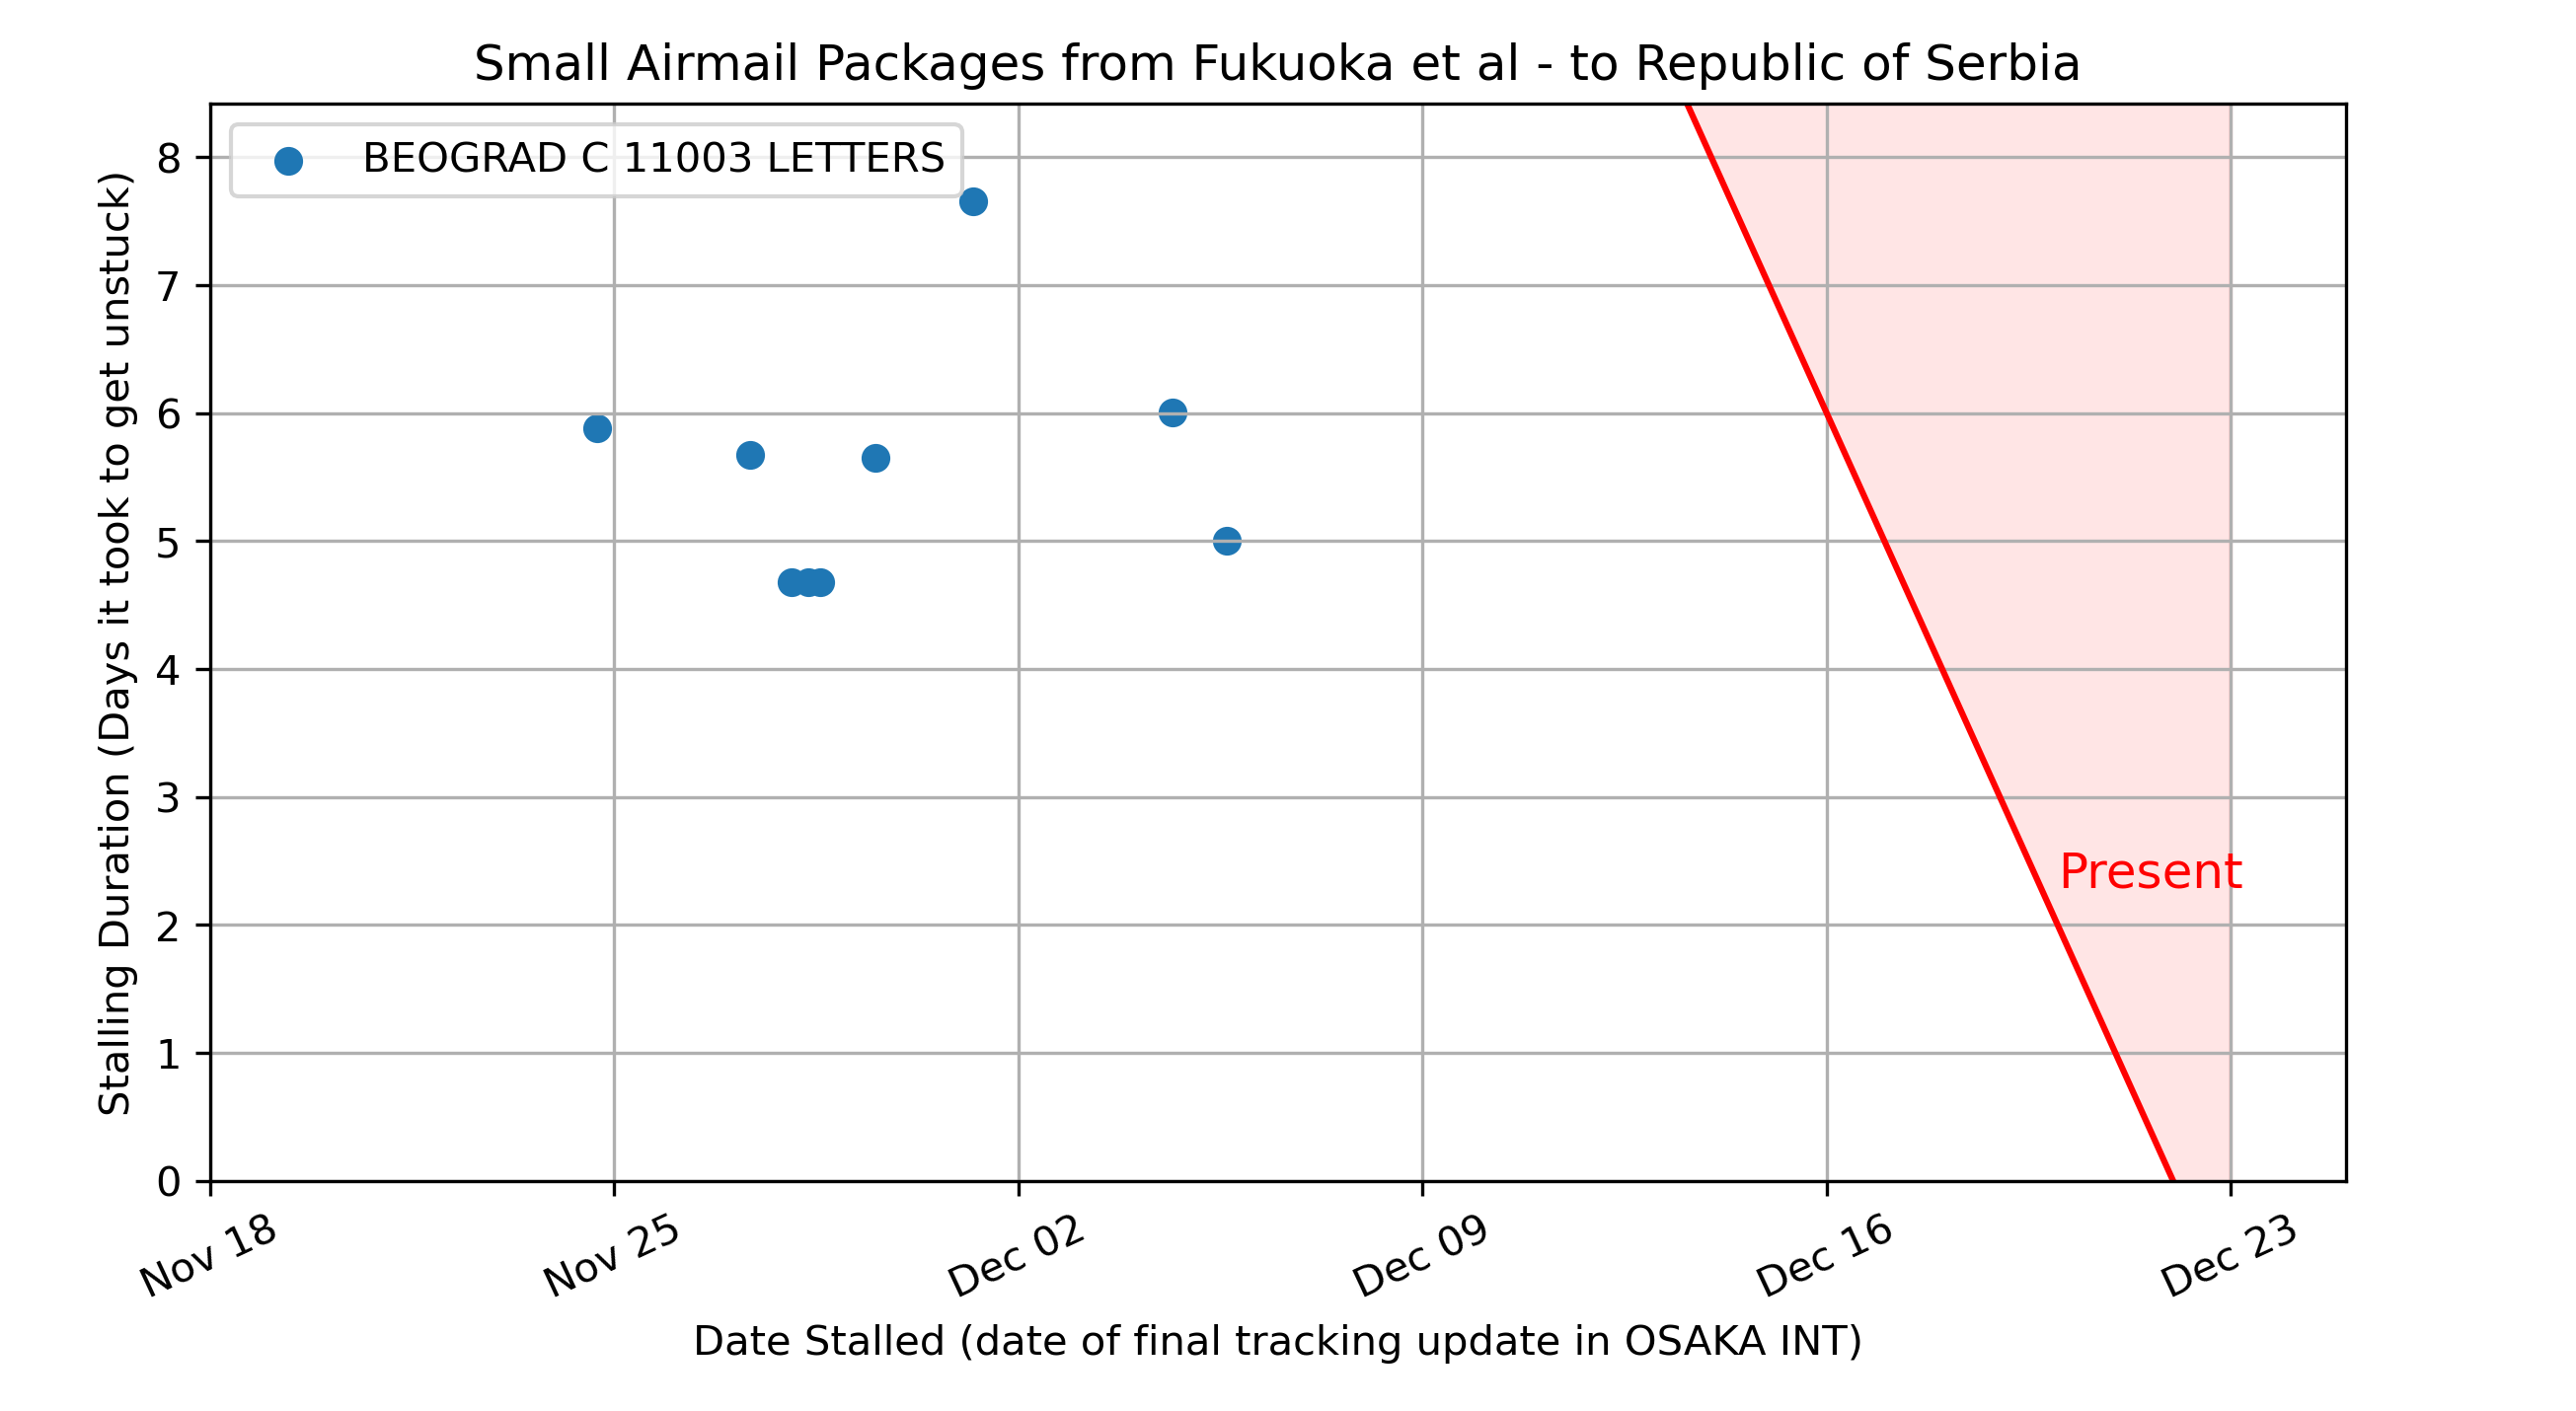 Small Airmail Packages from Fukuoka et al - to Republic of Serbia
BEOGRAD C 11003 LETTERS
Stalling Duration (Days it took to get unstuck)
8
7
6
5
4
3
2
1
0
Present
Nov 18
Nov 25
Dec 02
Dec 09
Dec 16
Dec 23
Date Stalled (date of final tracking update in OSAKA INT)